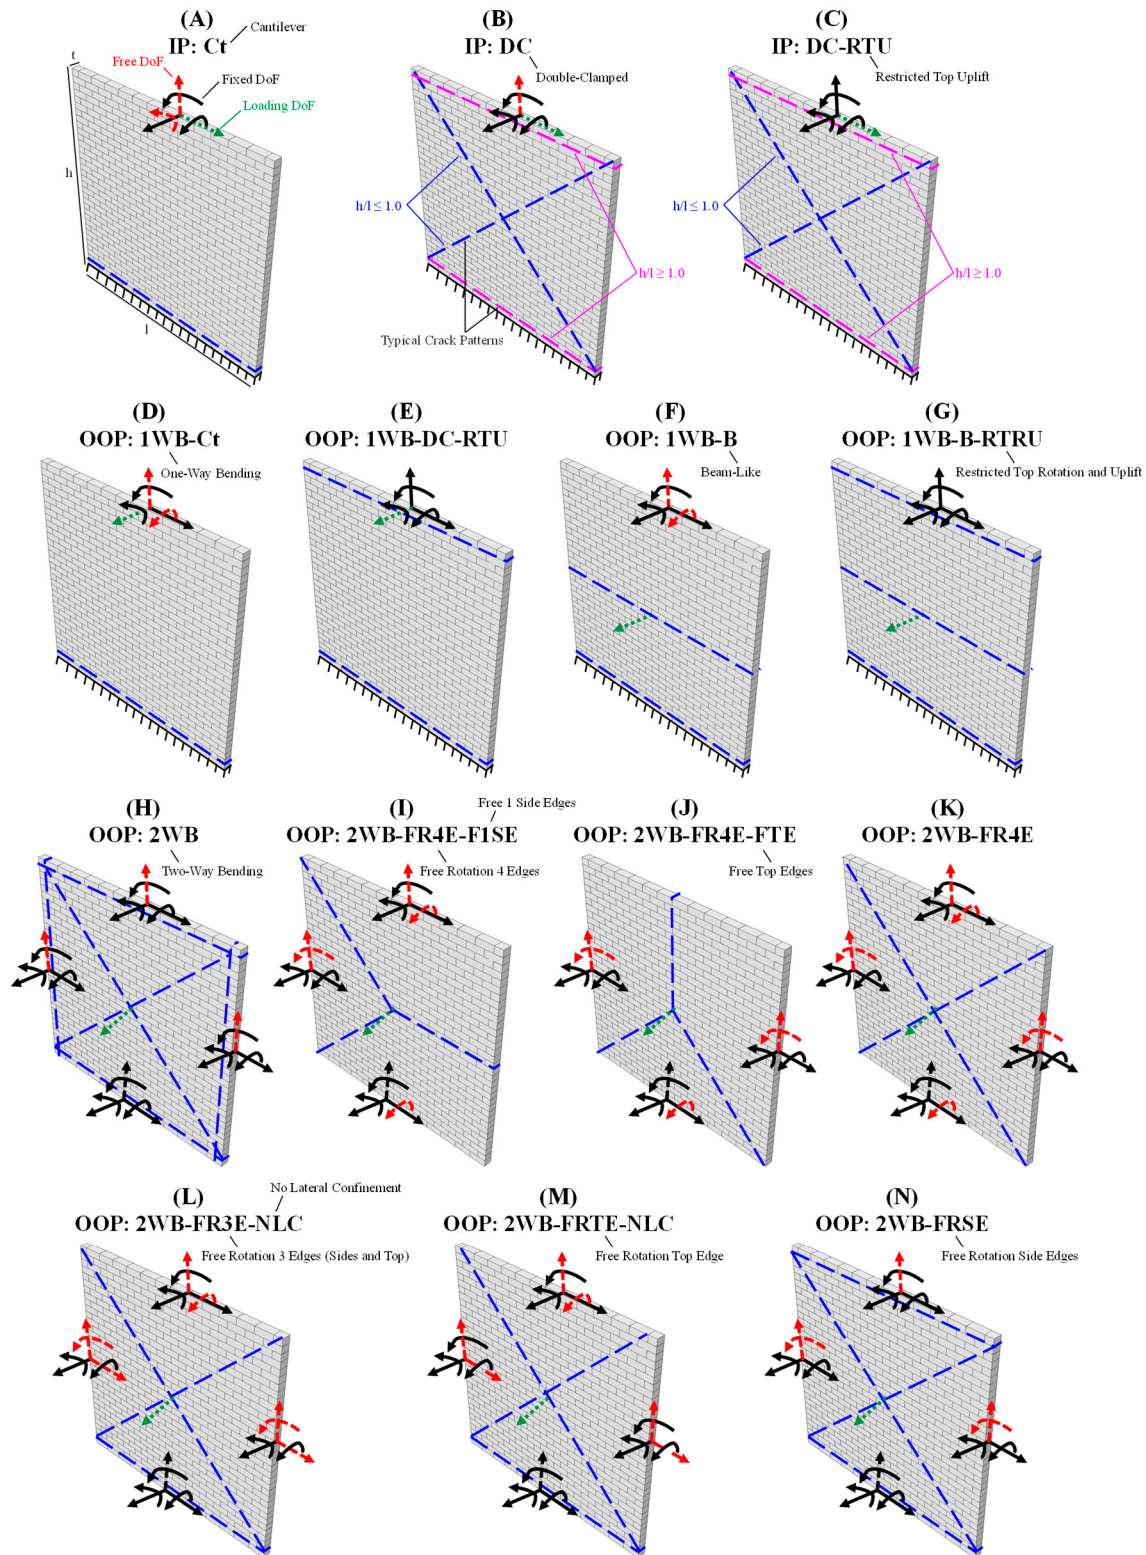 (A)
IP: Ct
Cantilever
t
Free DoF
Fixed DoF
Loading DoF
h
l
(B)
IP: DC
Double-Clamped
h/l ≤ 1.0
h/l ≥ 1.0
Typical Crack Patterns
(C)
IP: DC-RTU
Restricted Top Uplift
h/l ≤ 1.0
h/l ≥ 1.0
(D)
OOP: 1WB-Ct
One-Way Bending
(E)
OOP: 1WB-DC-RTU
(F)
OOP: 1WB-B
Beam-Like
(G)
OOP: 1WB-B-RTRU
Restricted Top Rotation and Uplift
(H)
OOP: 2WB
Two-Way Bending
(I)
Free 1 Side Edges
OOP: 2WB-FR4E-F1SE
Free Rotation 4 Edges
(J)
OOP: 2WB-FR4E-FTE
Free Top Edges
(K)
OOP: 2WB-FR4E
(L)
No Lateral Confinement
OOP: 2WB-FR3E-NLC
Free Rotation 3 Edges (Sides and Top)
(M)
OOP: 2WB-FRTE-NLC
Free Rotation Top Edge
(N)
OOP: 2WB-FRSE
Free Rotation Side Edges